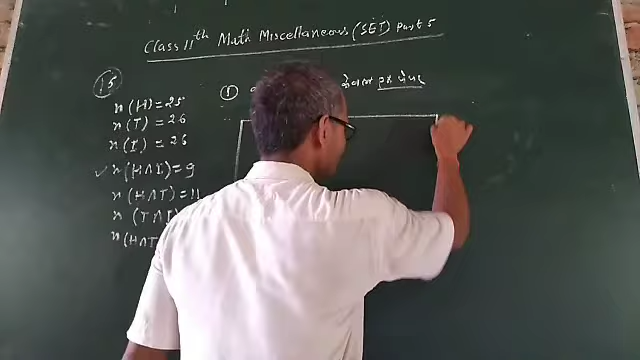 Class 11th Math Miscellaneous (SET) Part 5
15
n(H) = 25
n(T) = 26
n(I) = 26
✓ n(H∩I) = 9
n(H∩T) = 11
n(T∩I)
n(H∩T
①